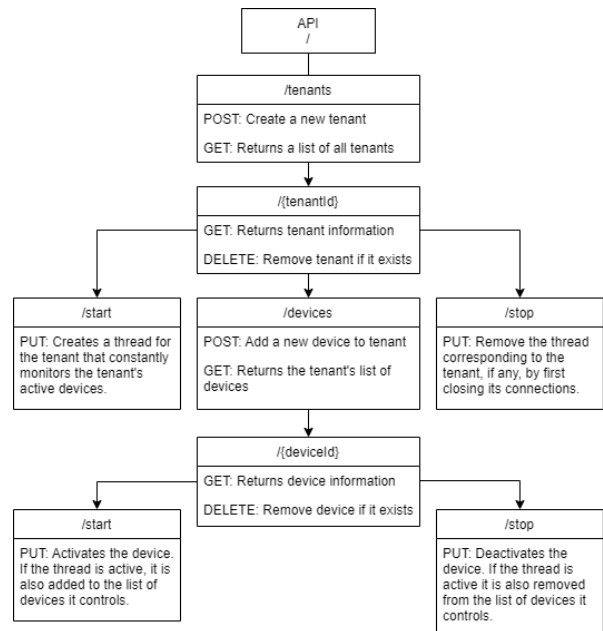 API
/
/tenants
POST: Create a new tenant
GET: Returns a list of all tenants
/{tenantId}
GET: Returns tenant information
DELETE: Remove tenant if it exists
/start
PUT: Creates a thread for
the tenant that constantly
monitors the tenant's
active devices.
/devices
POST: Add a new device to tenant
GET: Returns the tenant's list of
devices
/stop
PUT: Remove the thread
corresponding to the
tenant, if any, by first
closing its connections.
/{deviceId}
GET: Returns device information
DELETE: Remove device if it exists
/start
PUT: Activates the device.
If the thread is active, it is
also added to the list of
devices it controls.
/stop
PUT: Deactivates the
device. If the thread is
active it is also removed
from the list of devices it
controls.